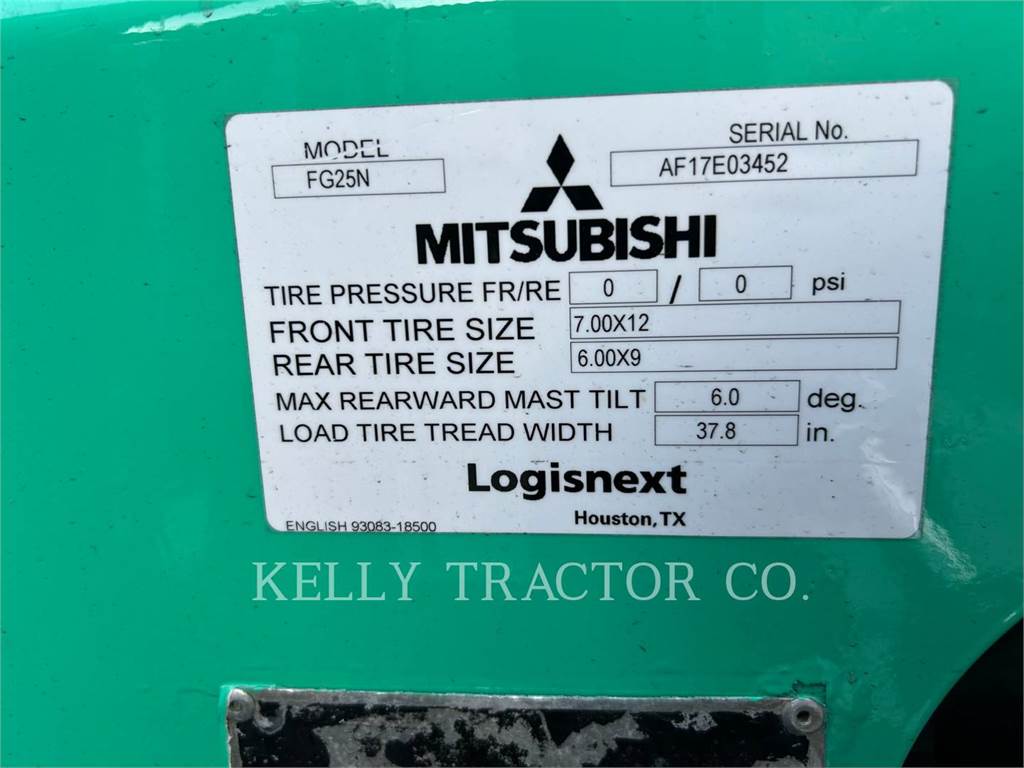 MODEL
FG25N
SERIAL No.
AF17E03452
MITSUBISHI
TIRE PRESSURE FR/RE 0 / 0 psi
FRONT TIRE SIZE 7.00X12
REAR TIRE SIZE 6.00X9
MAX REARWARD MAST TILT 6.0 deg.
LOAD TIRE TREAD WIDTH 37.8 in.
Logisnext
Houston, TX
ENGLISH 93083-18500
KELLY TRACTOR CO.